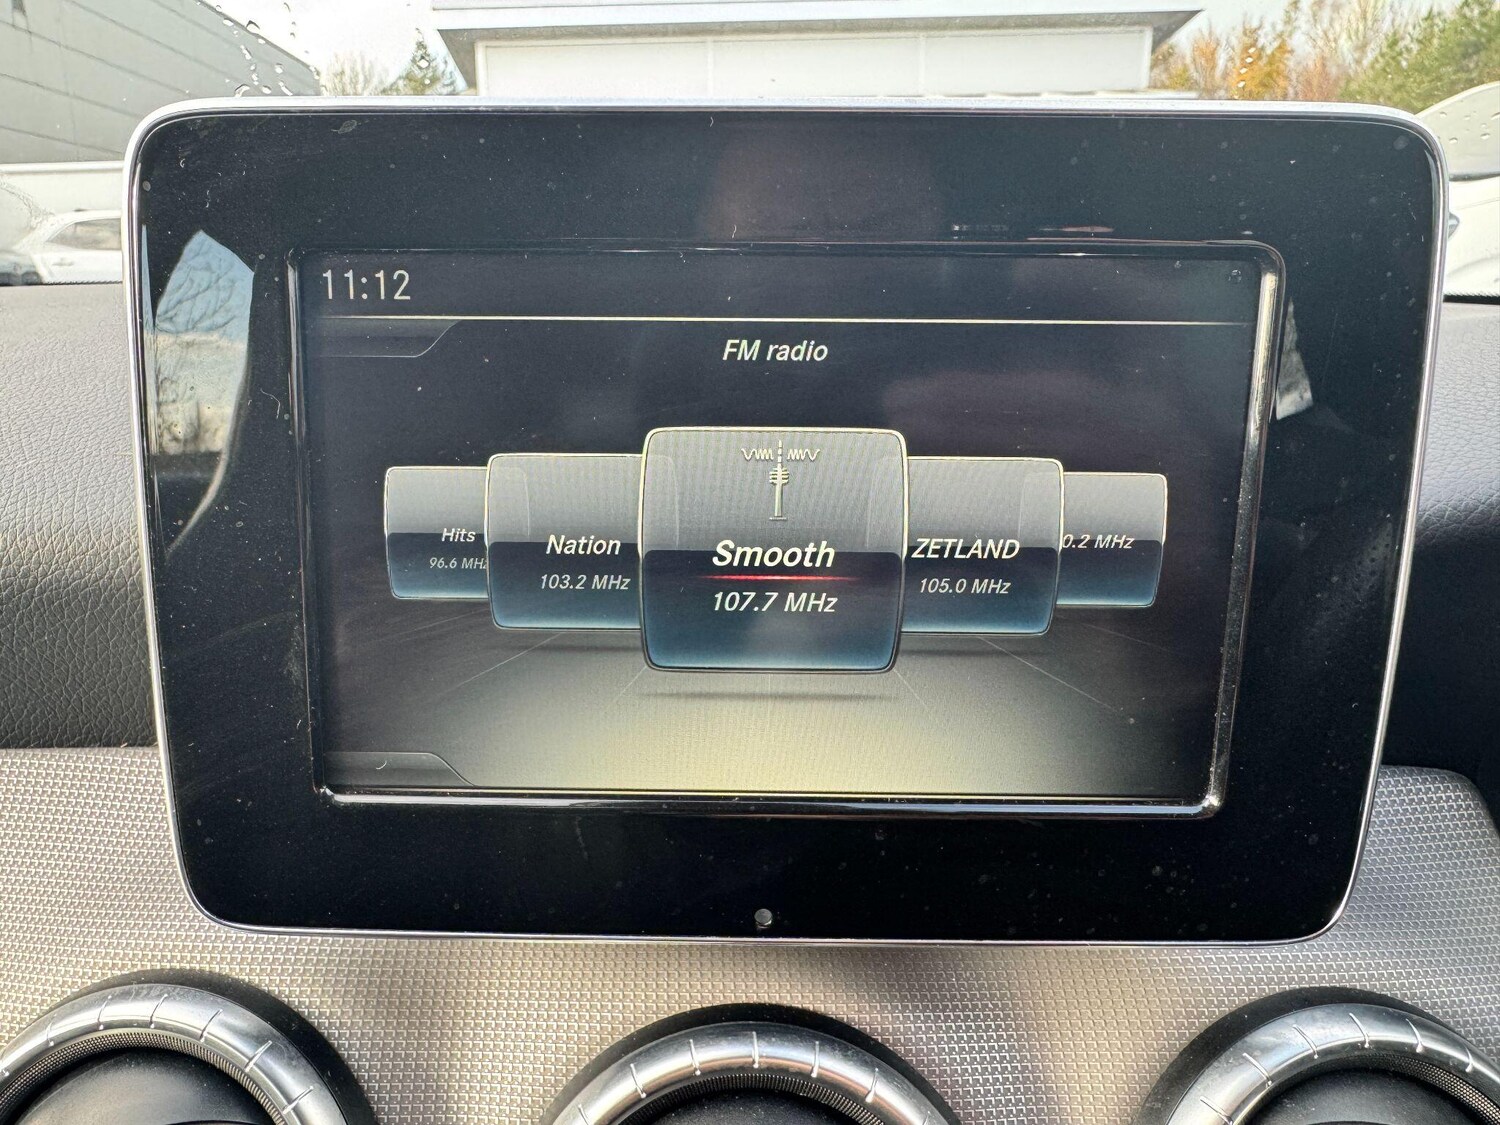 11:12
FM radio
Hits
96.6 MHz
Nation
103.2 MHz
Smooth
107.7 MHz
ZETLAND
105.0 MHz
0.2 MHz